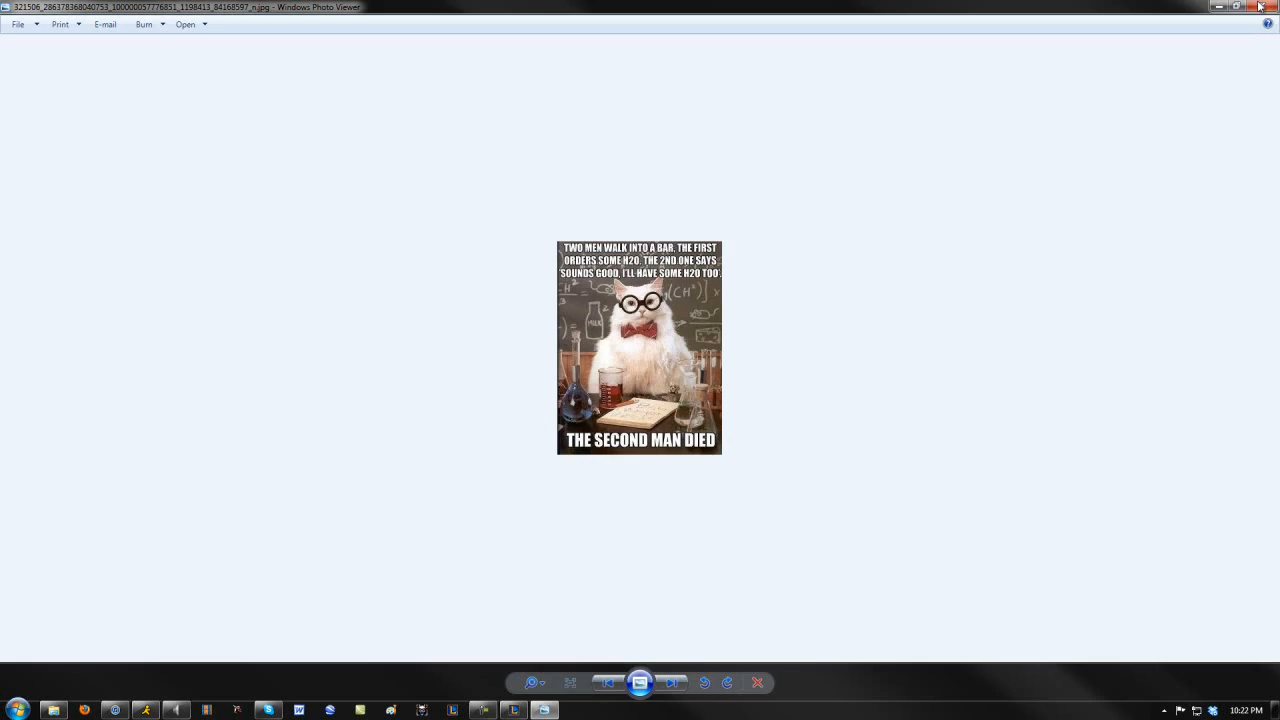 321506_286378368040753_100000057776851_1198413_84168597_n.jpg - Windows Photo Viewer
File Print E-mail Burn Open
TWO MEN WALK INTO A BAR. THE FIRST
ORDERS SOME H2O. THE 2ND ONE SAYS
'SOUNDS GOOD, I'LL HAVE SOME H2O TOO'.
MILK
THE SECOND MAN DIED
10:22 PM